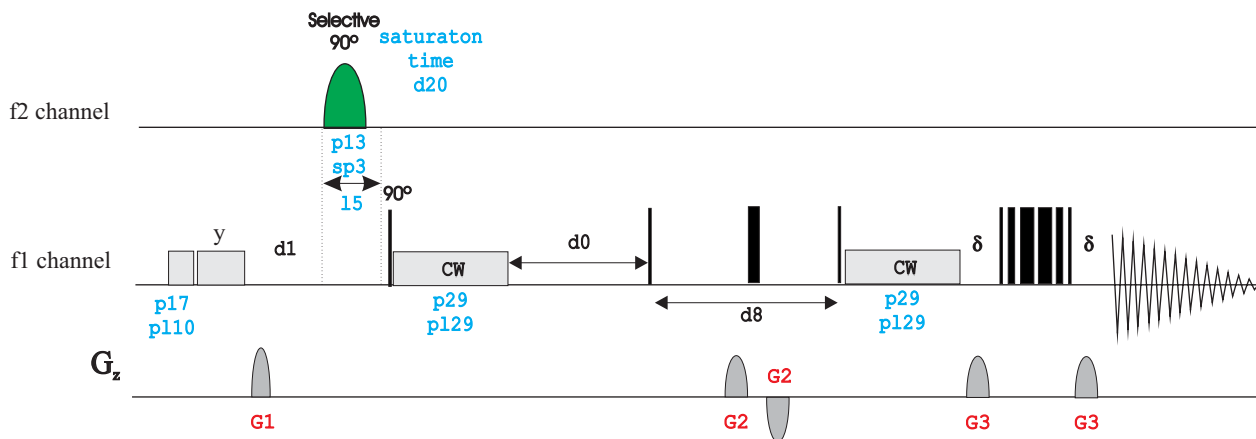 Selective
90°
saturaton
time
d20
f2 channel
p13
sp3
l5
90°
y
d1
d0
δ
δ
f1 channel
CW
CW
p17
pl10
p29
pl29
d8
p29
pl29
Gz
G2
G1
G2
G3
G3